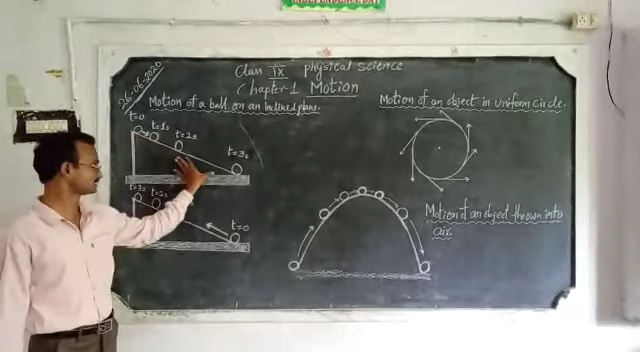 INDEPENDENCE DAY
26.06.2020
Class IX physical science
Chapter-1 Motion
Motion of a ball on an inclined plane.
Motion of an object in uniform circle.
t=0
t=1s
t=2s
t=3s
t=3s
t=2s
t=0
Motion of an object thrown into
air.